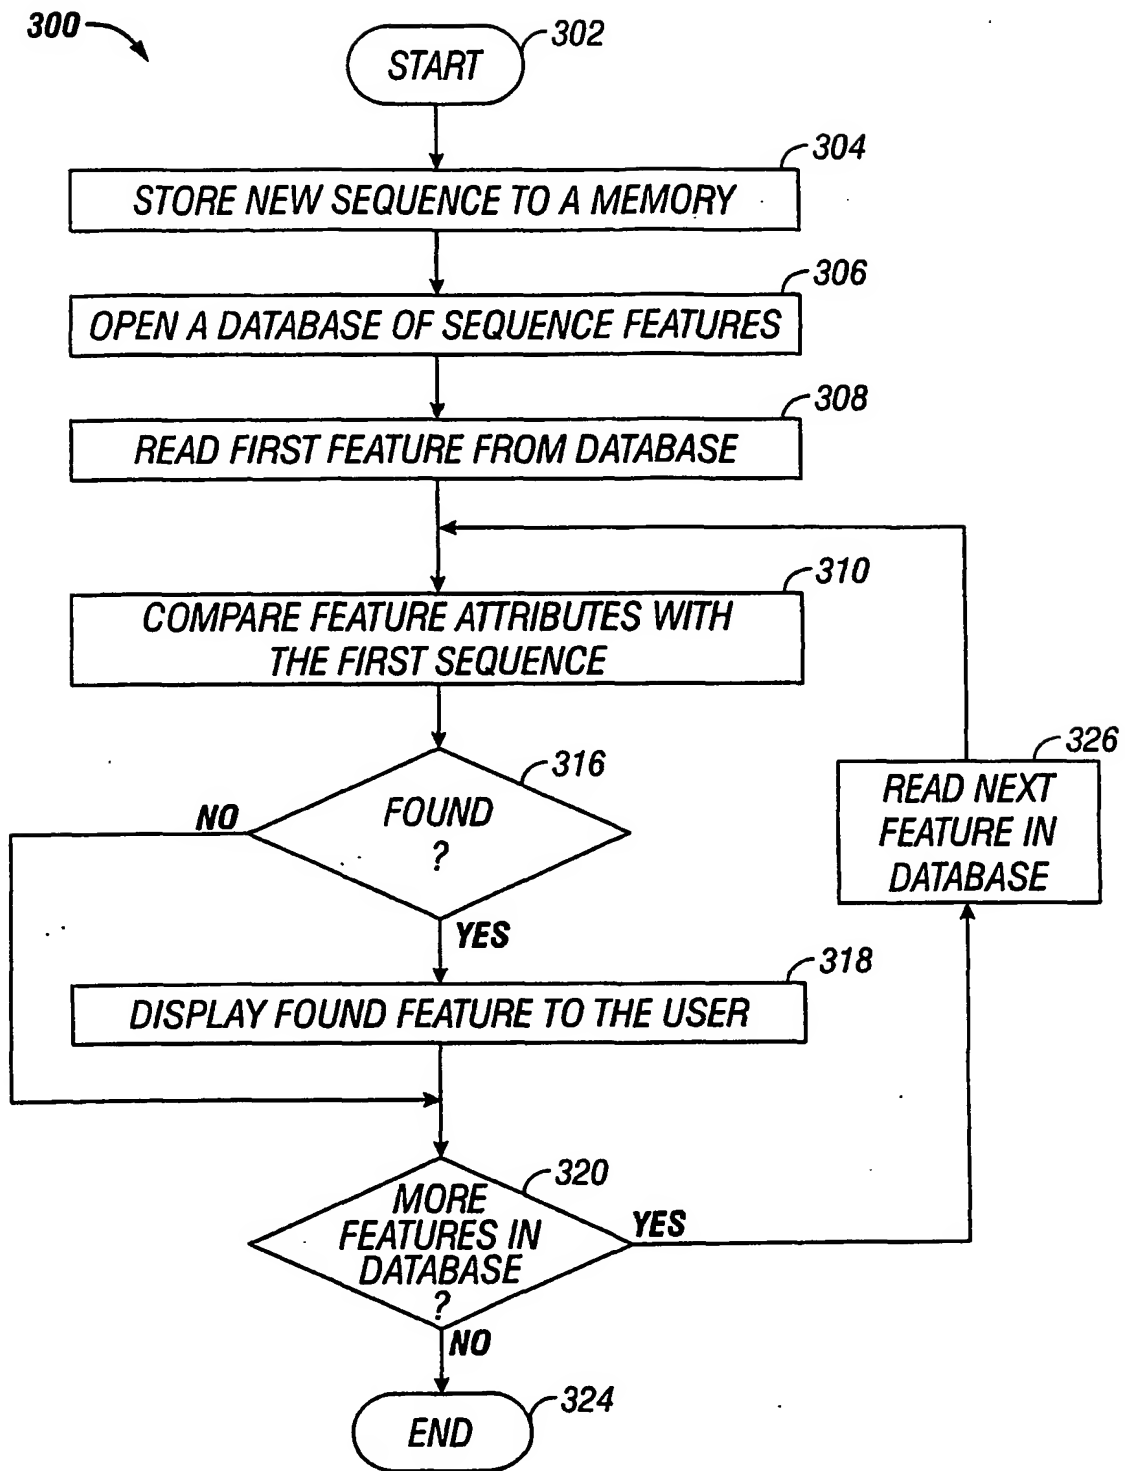 300
START
302
304
STORE NEW SEQUENCE TO A MEMORY
306
OPEN A DATABASE OF SEQUENCE FEATURES
308
READ FIRST FEATURE FROM DATABASE
310
COMPARE FEATURE ATTRIBUTES WITH
THE FIRST SEQUENCE
316
FOUND
?
NO
YES
326
READ NEXT
FEATURE IN
DATABASE
318
DISPLAY FOUND FEATURE TO THE USER
320
MORE
FEATURES IN
DATABASE
?
YES
NO
324
END